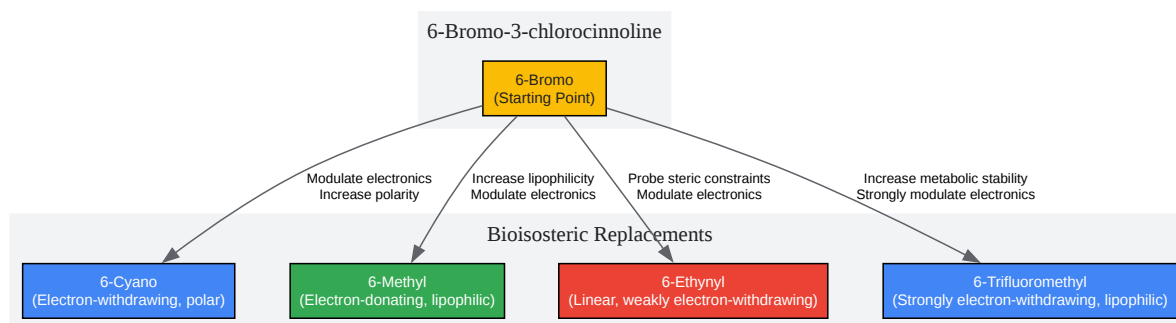 6-Bromo-3-chlorocinnoline
6-Bromo
(Starting Point)
Modulate electronics
Increase polarity
Increase lipophilicity
Modulate electronics
Probe steric constraints
Modulate electronics
Increase metabolic stability
Strongly modulate electronics
Bioisosteric Replacements
6-Cyano
(Electron-withdrawing, polar)
6-Methyl
(Electron-donating, lipophilic)
6-Ethynyl
(Linear, weakly electron-withdrawing)
6-Trifluoromethyl
(Strongly electron-withdrawing, lipophilic)